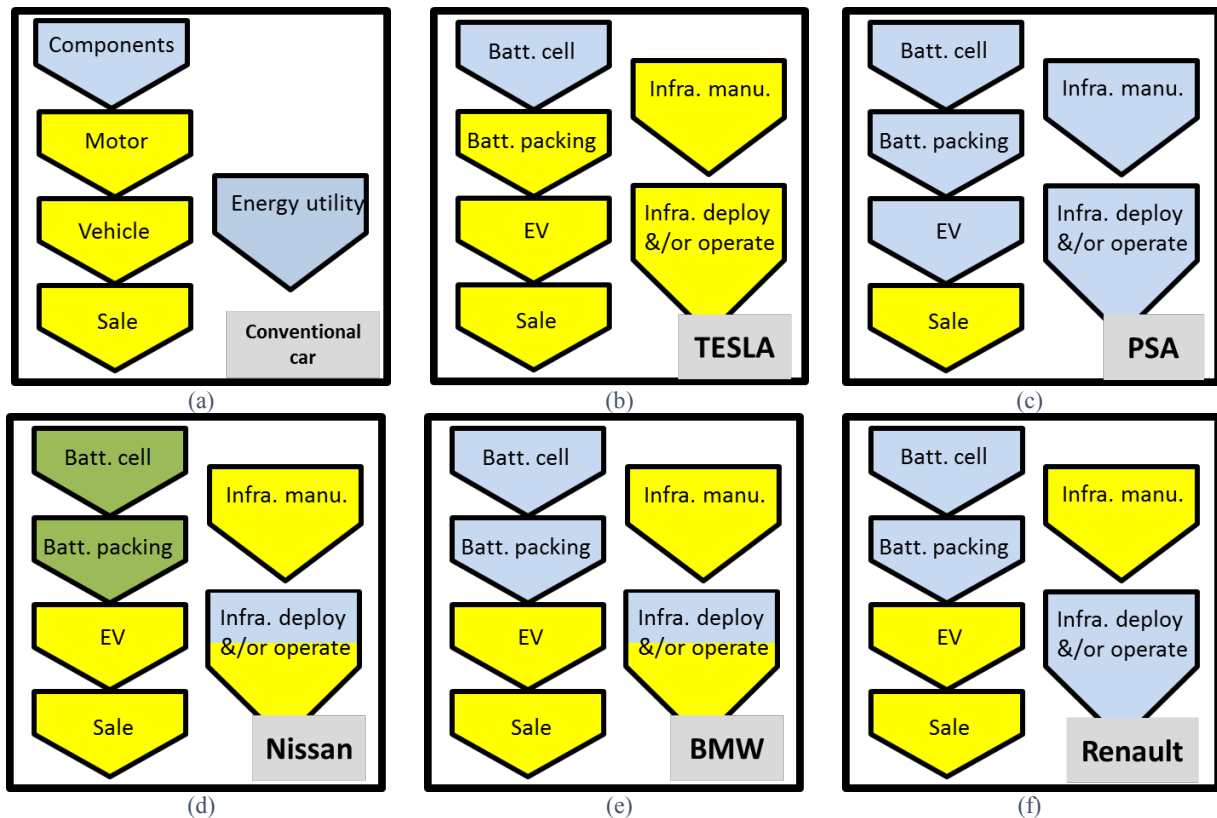 Components
Motor
Vehicle
Sale
Energy utility
Conventional
car
(a)
Batt. cell
Batt. packing
EV
Sale
Infra. manu.
Infra. deploy
&/or operate
TESLA
(b)
Batt. cell
Batt. packing
EV
Sale
Infra. manu.
Infra. deploy
&/or operate
PSA
(c)
Batt. cell
Batt. packing
EV
Sale
Infra. manu.
Infra. deploy
&/or operate
Nissan
(d)
Batt. cell
Batt. packing
EV
Sale
Infra. manu.
Infra. deploy
&/or operate
BMW
(e)
Batt. cell
Batt. packing
EV
Sale
Infra. manu.
Infra. deploy
&/or operate
Renault
(f)